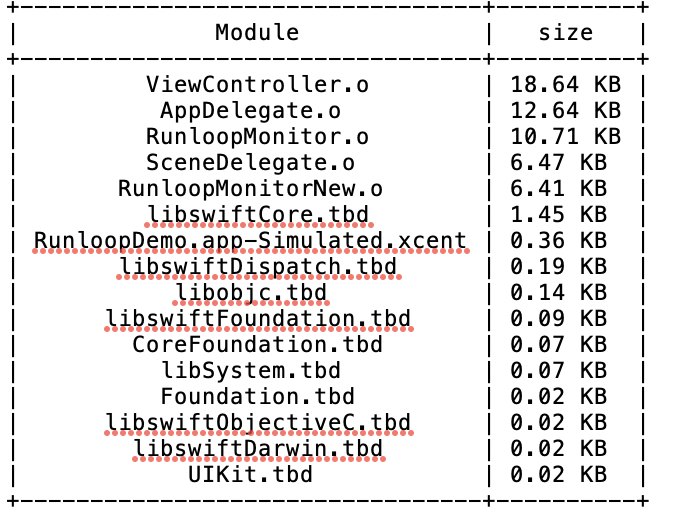 +---------------------------------+----------+
|              Module             |   size   |
+---------------------------------+----------+
|         ViewController.o        | 18.64 KB |
|          AppDelegate.o          | 12.64 KB |
|         RunloopMonitor.o        | 10.71 KB |
|         SceneDelegate.o         | 6.47 KB  |
|       RunloopMonitorNew.o       | 6.41 KB  |
|         libswiftCore.tbd        | 1.45 KB  |
| RunloopDemo.app-Simulated.xcent | 0.36 KB  |
|       libswiftDispatch.tbd      | 0.19 KB  |
|           libobjc.tbd           | 0.14 KB  |
|      libswiftFoundation.tbd     | 0.09 KB  |
|        CoreFoundation.tbd       | 0.07 KB  |
|          libSystem.tbd          | 0.07 KB  |
|          Foundation.tbd         | 0.02 KB  |
|      libswiftObjectiveC.tbd     | 0.02 KB  |
|        libswiftDarwin.tbd       | 0.02 KB  |
|            UIKit.tbd            | 0.02 KB  |
+---------------------------------+----------+